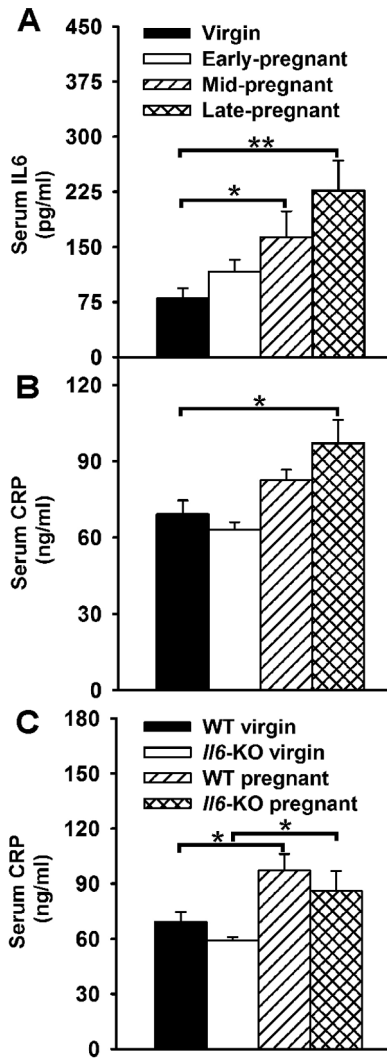 A
Virgin
Early-pregnant
Mid-pregnant
Late-pregnant
Serum IL6
(pg/ml)
450
375
300
225
150
75
0
**
*
B
Serum CRP
(ng/ml)
120
90
60
30
0
*
C
WT virgin
Il6-KO virgin
WT pregnant
Il6-KO pregnant
Serum CRP
(ng/ml)
180
150
120
90
60
30
0
*
*